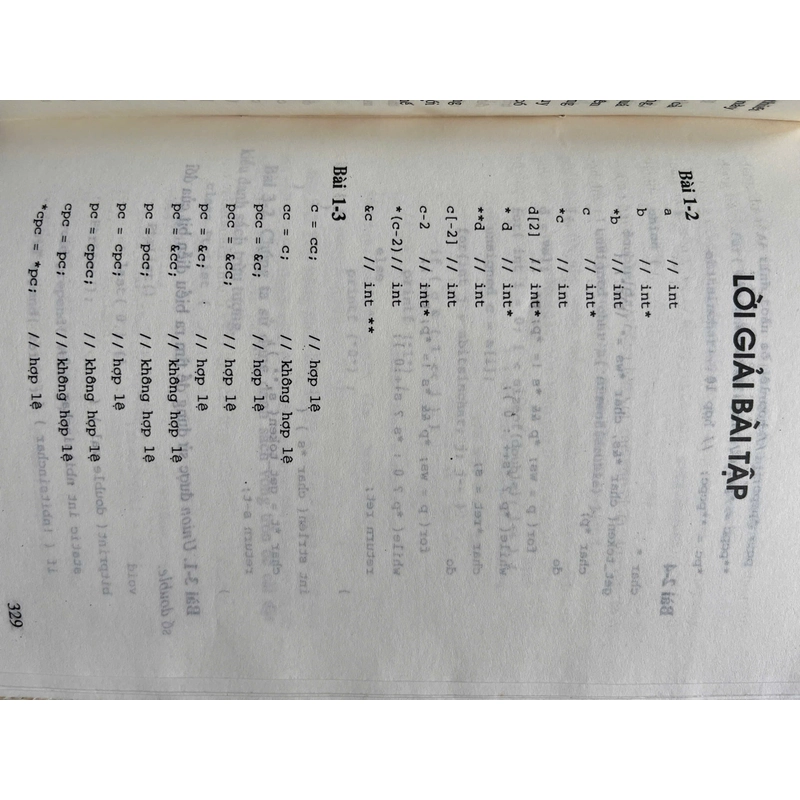 LỜI GIẢI BÀI TẬP
Bài 1-2
a // int
b // int*
*b // int
c // int*
*c // int
d[2] // int*
* d // int*
**d // int
c[-2] // int
c-2 // int*
*(c-2)// int
&c // int **
Bài 1-3
c = cc; // hợp lệ
cc = c; // không hợp lệ
pcc = &c; // hợp lệ
pcc = &cc; // hợp lệ
pc = &c; // hợp lệ
pc = &cc; // không hợp lệ
pc = pcc; // không hợp lệ
pc = cpc; // hợp lệ
pc = cpcc; // không hợp lệ
cpc = pc; // không hợp lệ
*cpc = *pc; // hợp lệ
329